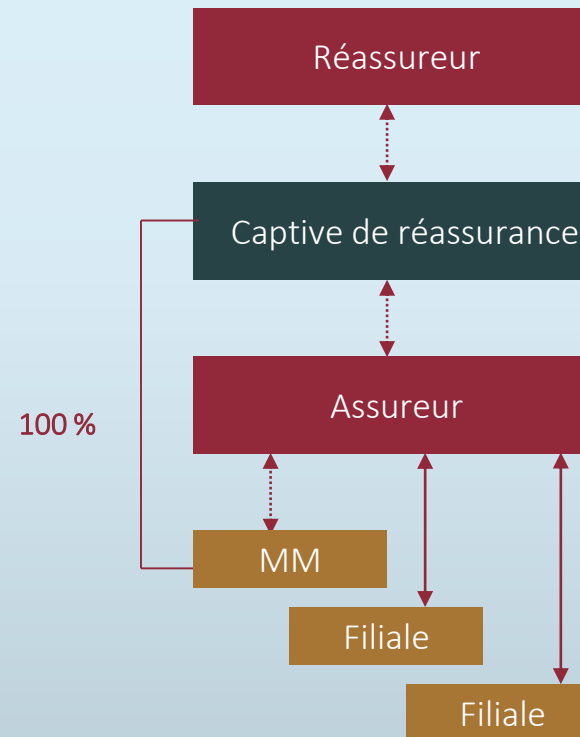 Réassureur
Captive de réassurance
100 %
Assureur
MM
Filiale
Filiale